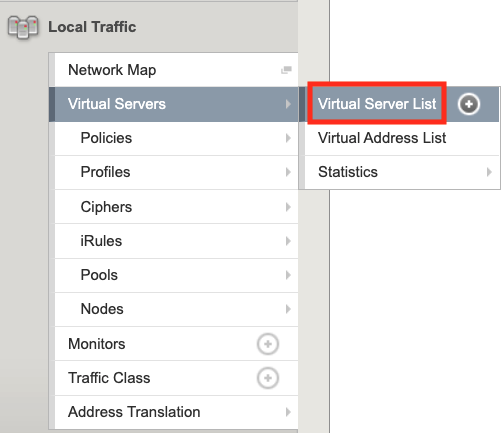 Local Traffic
Network Map
Virtual Servers
Virtual Server List
Virtual Address List
Statistics
Policies
Profiles
Ciphers
iRules
Pools
Nodes
Monitors
Traffic Class
Address Translation